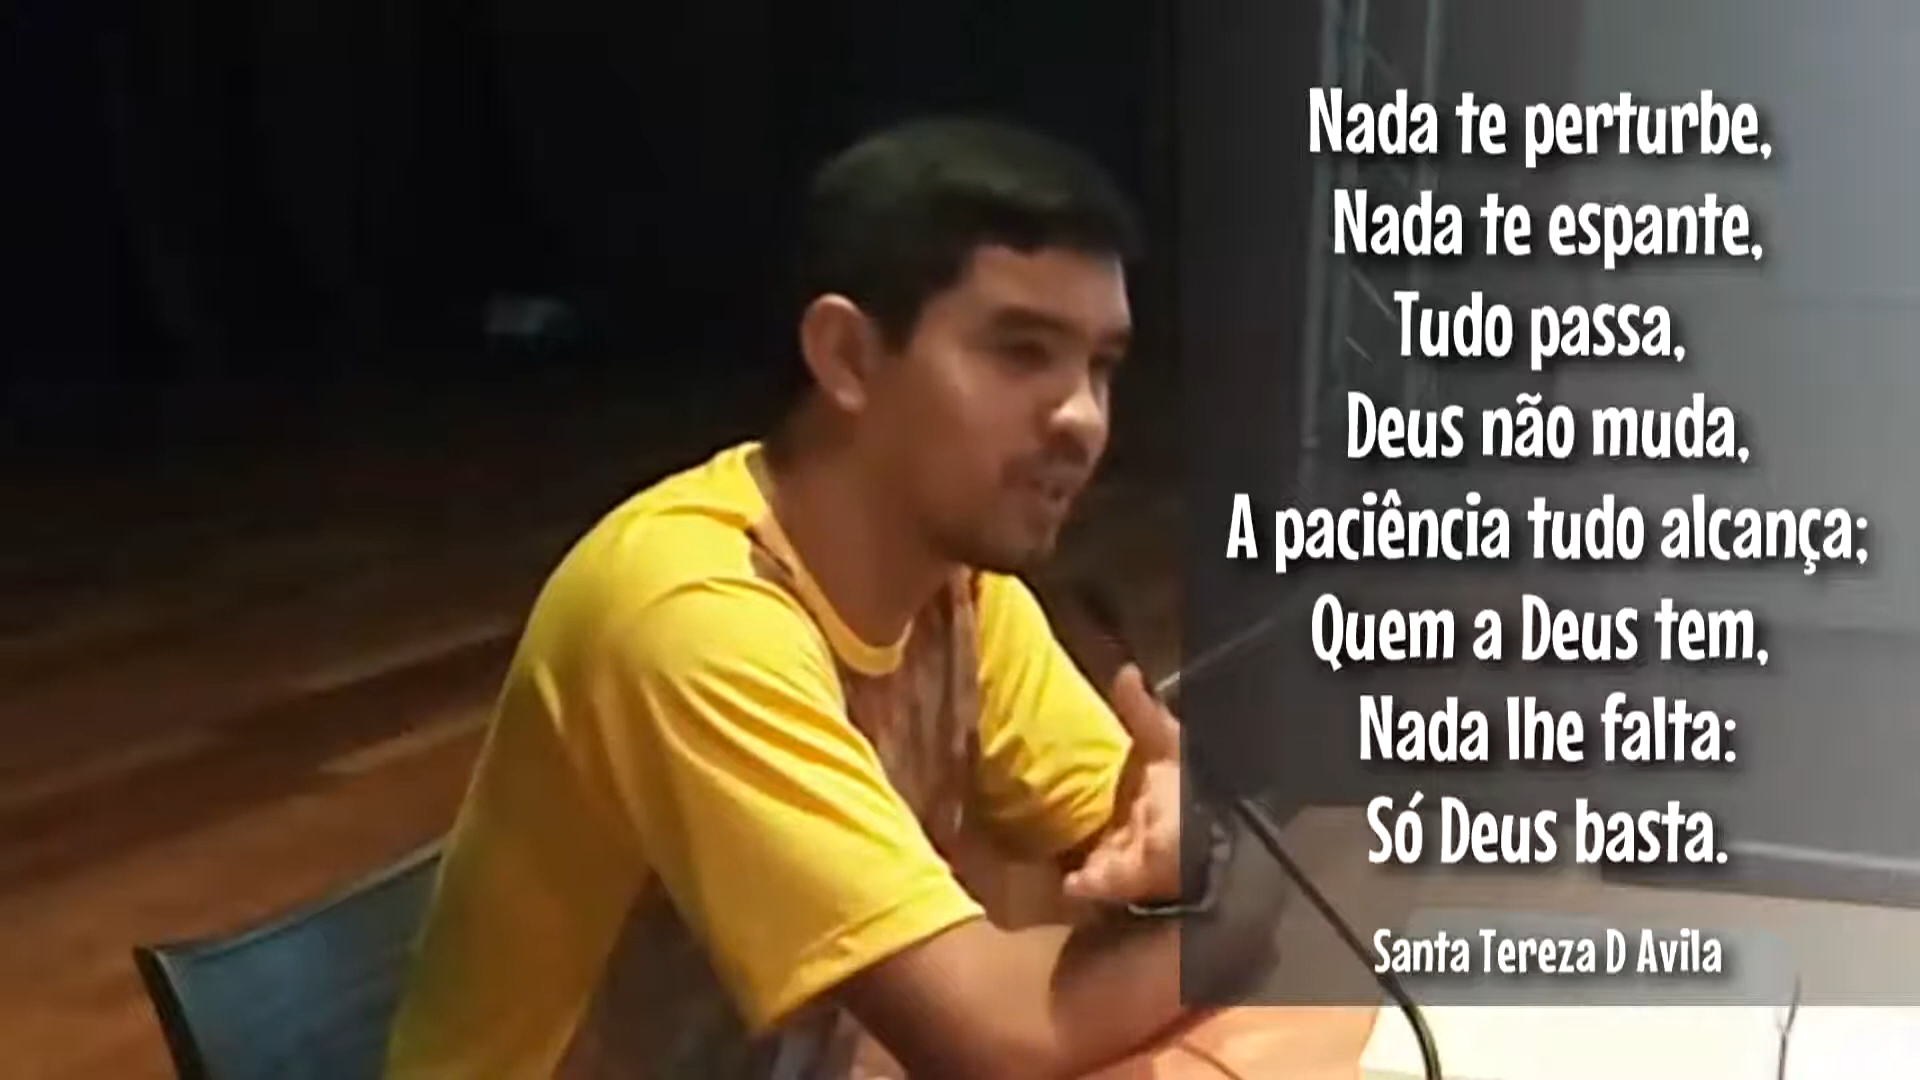 Nada te perturbe,
Nada te espante,
Tudo passa,
Deus não muda,
A paciência tudo alcança;
Quem a Deus tem,
Nada lhe falta:
Só Deus basta.
Santa Tereza D Avila